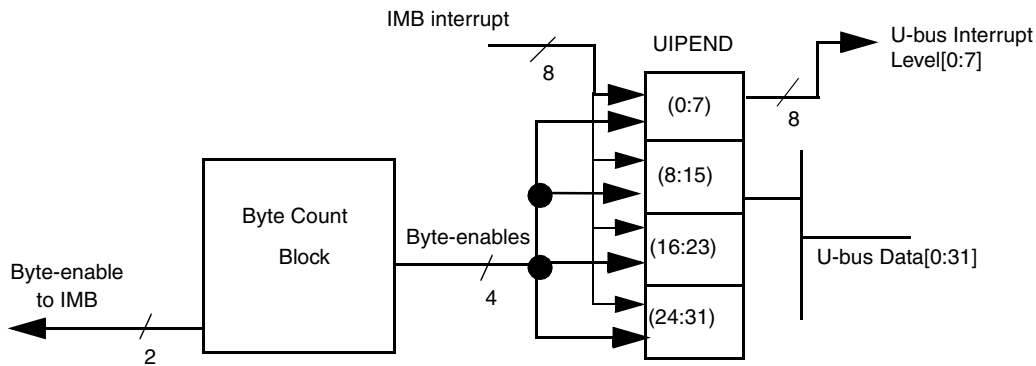 IMB interrupt
8
UIPEND
U-bus Interrupt
Level[0:7]
8
(0:7)
(8:15)
(16:23)
(24:31)
Byte Count
Block
Byte-enables
4
U-bus Data[0:31]
Byte-enable
to IMB
2